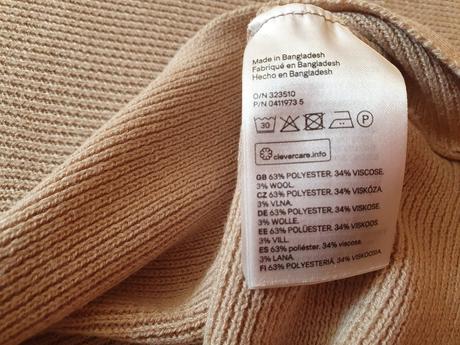 Made in Bangladesh
Fabriqué en Bangladesh
Hecho en Bangladesh
O/N 323510
P/N 0411973 5
30
P
clevercare.info
GB 63% POLYESTER. 34% VISCOSE.
3% WOOL.
CZ 63% POLYESTER. 34% VISKÓZA.
3% VLNA.
DE 63% POLYESTER. 34% VISKOSE.
3% WOLLE.
EE 63% POLÜESTER. 34% VISKOOS.
3% VILL.
ES 63% poliéster. 34% viscose.
3% LANA.
FI 63% POLYESTERIÄ. 34% VISKOOSIA.